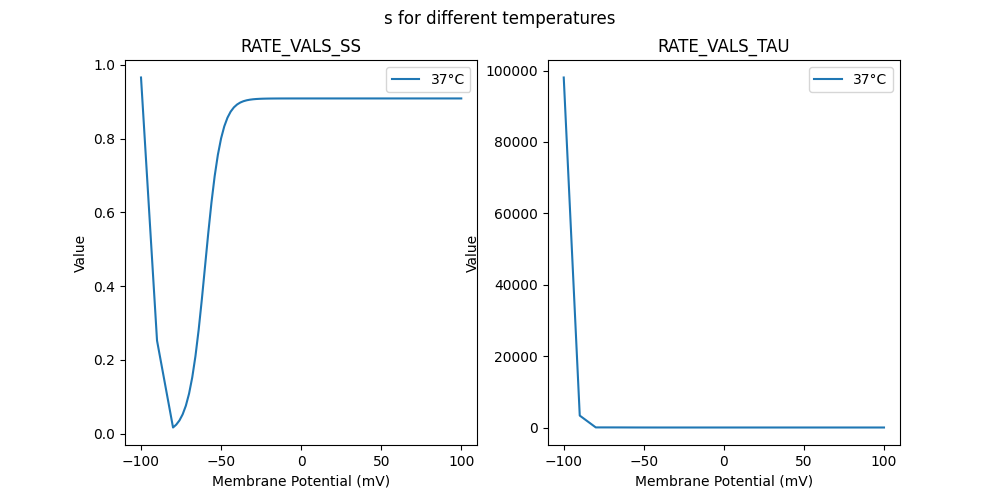 s for different temperatures
RATE_VALS_SS
1.0
0.8
0.6
0.4
0.2
0.0
Value
37°C
−100
−50
0
50
100
Membrane Potential (mV)
RATE_VALS_TAU
100000
80000
60000
40000
20000
0
Value
37°C
−100
−50
0
50
100
Membrane Potential (mV)